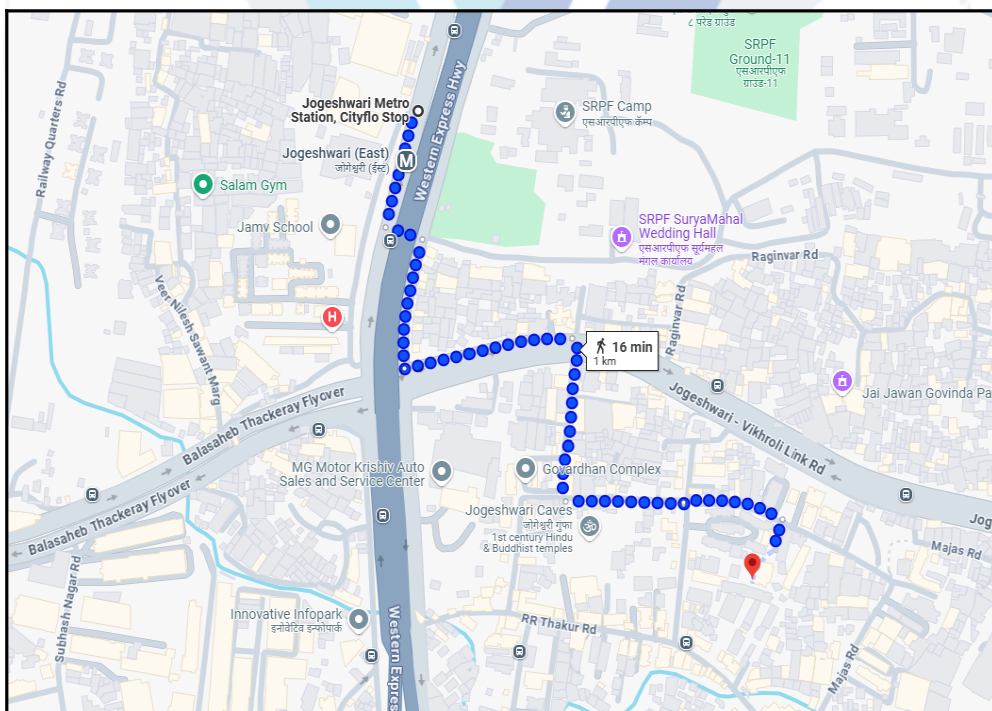 ८ परेड ग्राउंड
SRPF
Ground-11
एसआरपीएफ
ग्राउंड-11
Railway Quarters Rd
Western Express Hwy
Jogeshwari Metro
Station, Cityflo Stop
SRPF Camp
एसआरपीएफ कॅम्प
Jogeshwari (East)
जोगेश्वरी (ईस्ट)
M
Salam Gym
Jamv School
SRPF SuryaMahal
Wedding Hall
एसआरपीएफ सूर्यमहल
मंगल कार्यालय
Raginvar Rd
Veer Nilesh Sawant Marg
H
Raginvar Rd
16 min
1 km
Jai Jawan Govinda Pa
Jogeshwari - Vikhroli Link Rd
Balasaheb Thackeray Flyover
MG Motor Krishiv Auto
Sales and Service Center
Govardhan Complex
Balasaheb Thackeray Flyover
Jogeshwari Caves
जोगेश्वरी गुंफा
1st century Hindu
& Buddhist temples
ॐ
Jog
Majas Rd
Subhash Nagar Rd
Innovative Infopark
इनोवेटिव इन्फोपार्क
Western Expres
RR Thakur Rd
Majas Rd